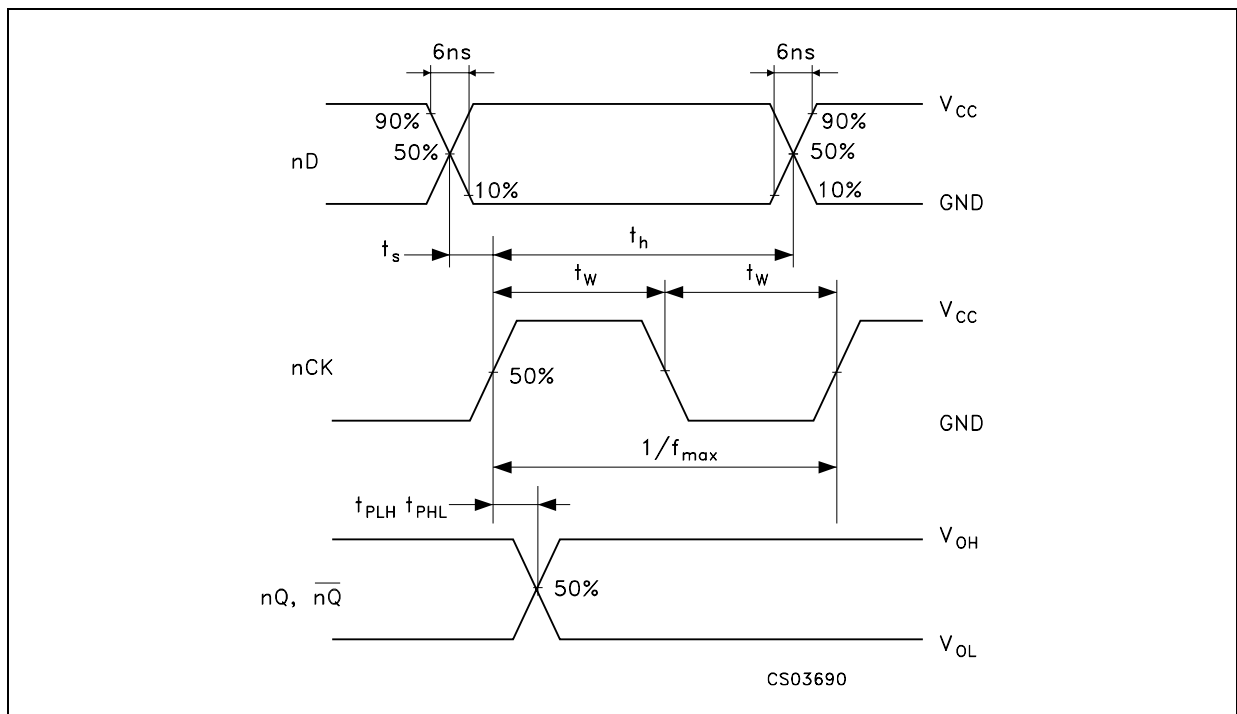 6ns 6ns
V_CC
90% 90%
nD 50% 50%
10% 10%
GND
t_s t_h
t_W t_W
V_CC
nCK 50%
GND
1/f_max
t_PLH t_PHL
V_OH
nQ, n̅Q̅ 50%
V_OL
CS03690